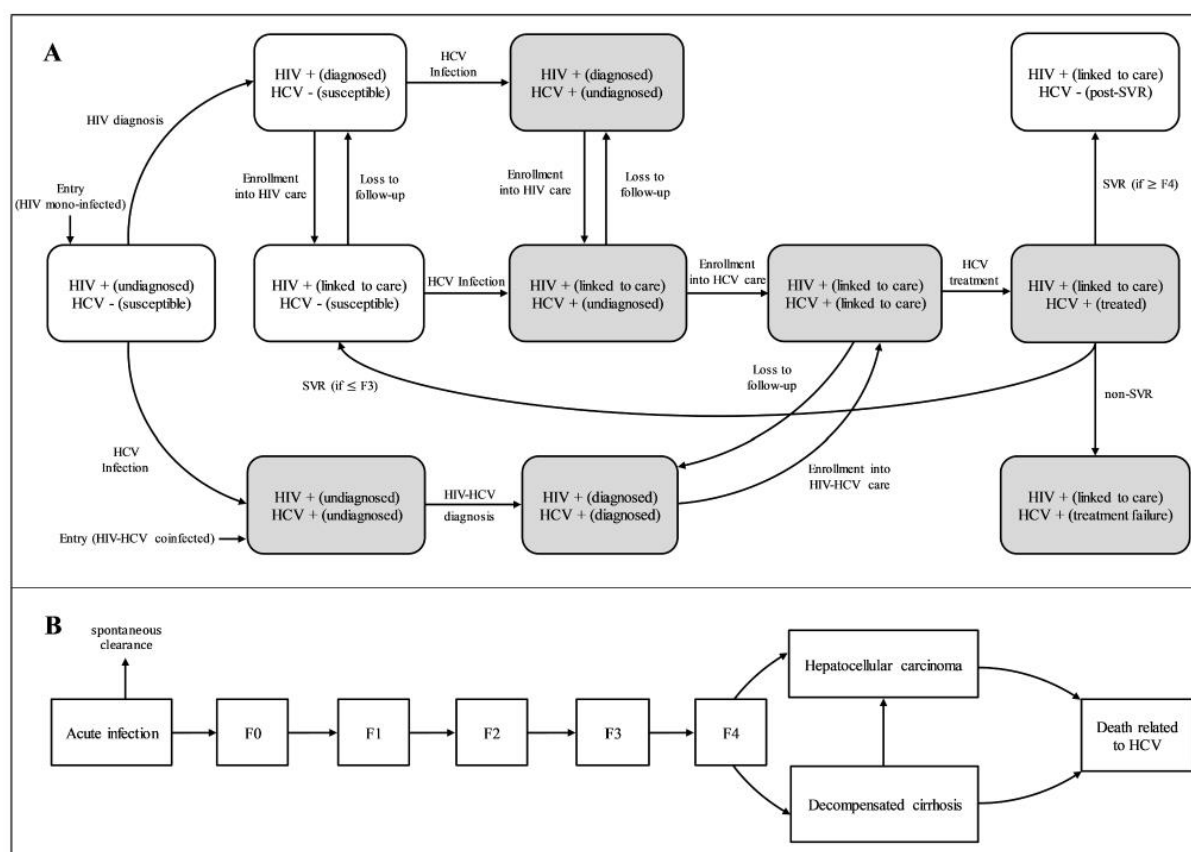 A
HIV + (diagnosed)
HCV - (susceptible)
HCV
Infection
HIV + (diagnosed)
HCV + (undiagnosed)
HIV + (linked to care)
HCV - (post-SVR)
HIV diagnosis
Enrollment
into HIV care
Loss to
follow-up
Enrollment
into HIV care
Loss to
follow-up
SVR (if ≥ F4)
Entry
(HIV mono-infected)
HIV + (undiagnosed)
HCV - (susceptible)
HIV + (linked to care)
HCV - (susceptible)
HCV Infection
HIV + (linked to care)
HCV + (undiagnosed)
Enrollment
into HCV care
HIV + (linked to care)
HCV + (linked to care)
HCV
treatment
HIV + (linked to care)
HCV + (treated)
SVR (if ≤ F3)
Loss to
follow-up
non-SVR
HCV
Infection
HIV + (undiagnosed)
HCV + (undiagnosed)
HIV-HCV
diagnosis
HIV + (diagnosed)
HCV + (diagnosed)
Enrollment into
HIV-HCV care
HIV + (linked to care)
HCV + (treatment failure)
Entry (HIV-HCV coinfected)
B
spontaneous
clearance
Acute infection
F0
F1
F2
F3
F4
Hepatocellular carcinoma
Decompensated cirrhosis
Death related
to HCV